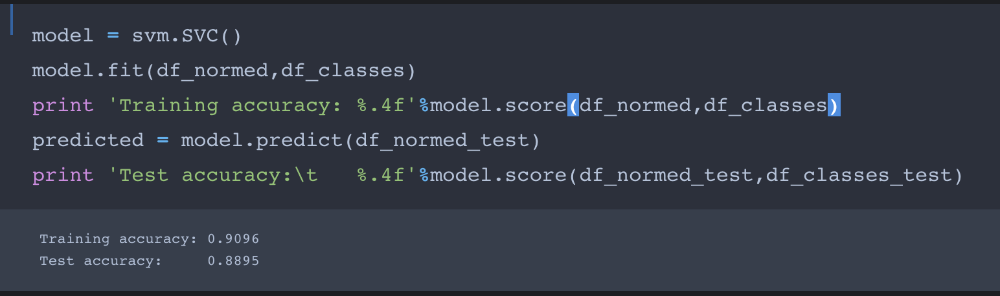 model = svm.SVC()
model.fit(df_normed,df_classes)
print 'Training accuracy: %.4f'%model.score(df_normed,df_classes)
predicted = model.predict(df_normed_test)
print 'Test accuracy:\t   %.4f'%model.score(df_normed_test,df_classes_test)
Training accuracy: 0.9096
Test accuracy:     0.8895